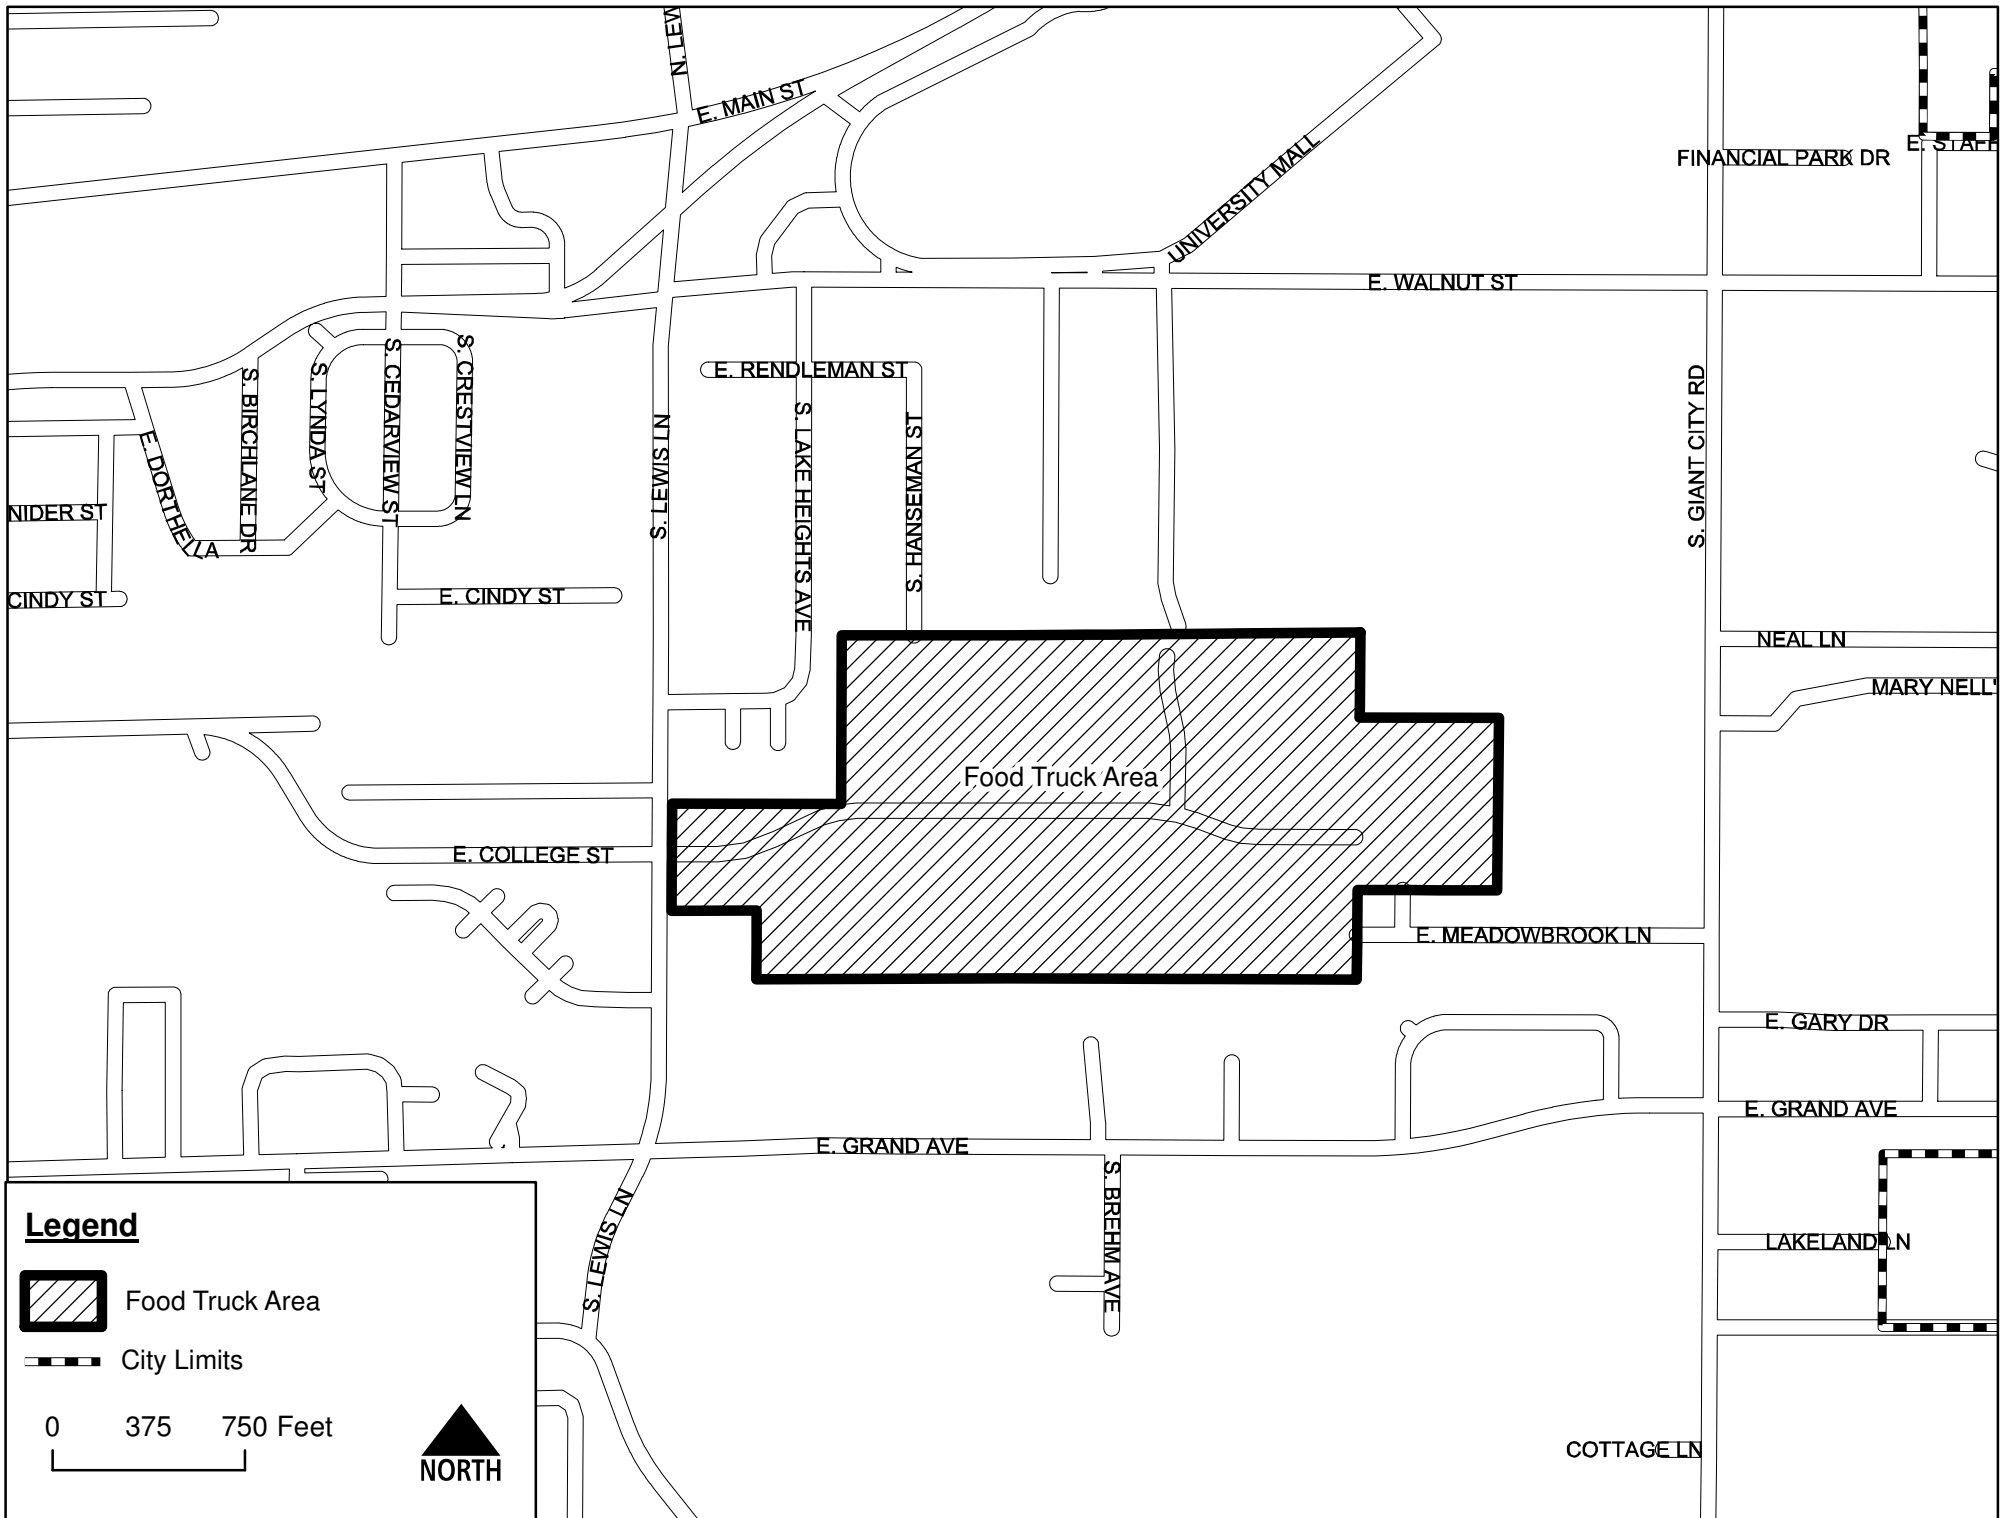 N. LEW
E. MAIN ST
UNIVERSITY MALL
FINANCIAL PARK DR
E. STAFF
E. WALNUT ST
S. BIRCHLANE DR
S. LYNDA ST
S. CEDARVIEW ST
S. CRESTVIEW LN
E. RENDLEMAN ST
S. LEWIS LN
S. LAKE HEIGHTS AVE
S. HANSEMAN ST
S. GIANT CITY RD
E. DORTHELLA
NIDER ST
CINDY ST
E. CINDY ST
NEAL LN
MARY NELL'
Food Truck Area
E. COLLEGE ST
E. MEADOWBROOK LN
E. GARY DR
E. GRAND AVE
E. GRAND AVE
S. BREHM AVE
S. LEWIS LN
LAKELAND LN
COTTAGE LN
Legend
Food Truck Area
City Limits
0 375 750 Feet
NORTH